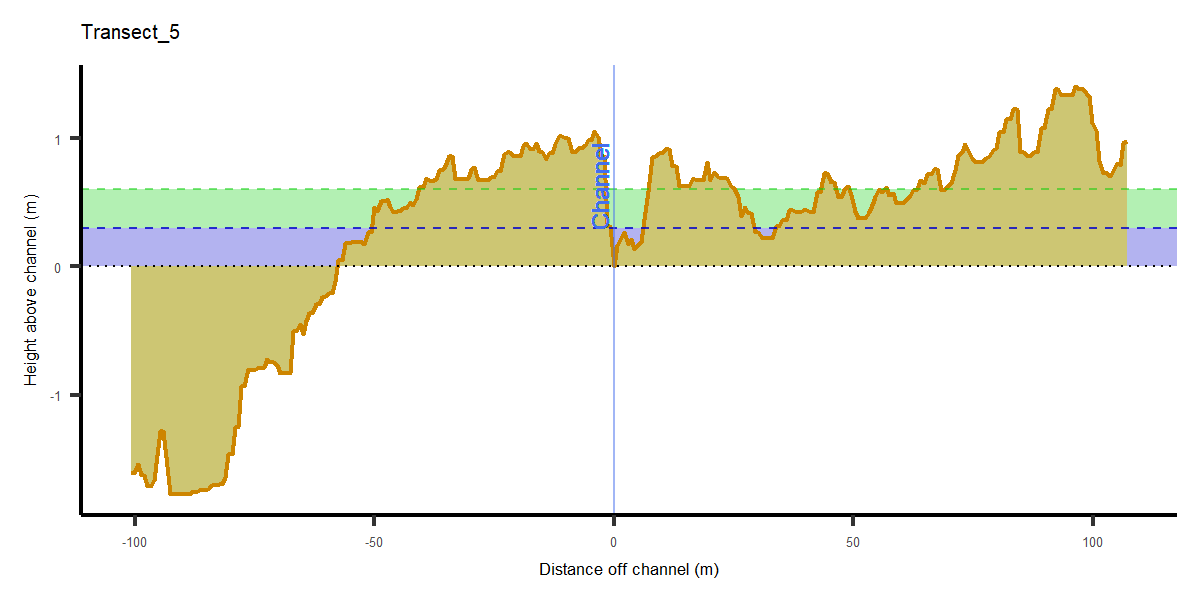 Transect_5
Height above channel (m)
1
0
-1
Channel
-100
-50
0
50
100
Distance off channel (m)